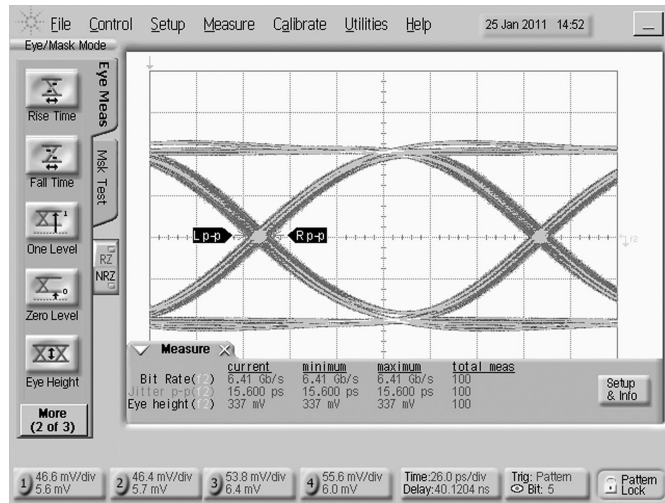 File Control Setup Measure Calibrate Utilities Help 25 Jan 2011 14:52
Eye/Mask Mode
Eye Meas
Msk Test
Rise Time
Fall Time
One Level
RZ
NRZ
Zero Level
Eye Height
More
(2 of 3)
L p-p R p-p
f2
Measure
current minimum maximum total meas
Bit Rate(f2) 6.41 Gb/s 6.41 Gb/s 6.41 Gb/s 100
Jitter p-p(f2) 15.600 ps 15.600 ps 15.600 ps 100
Eye height(f2) 337 mV 337 mV 337 mV 100
Setup
& Info
1 46.6 mV/div
5.6 mV
2 46.4 mV/div
5.7 mV
3 53.8 mV/div
6.4 mV
4 55.6 mV/div
6.0 mV
Time:26.0 ps/div
Delay:40.1204 ns
Trig: Pattern
Bit: 5
Pattern
Lock